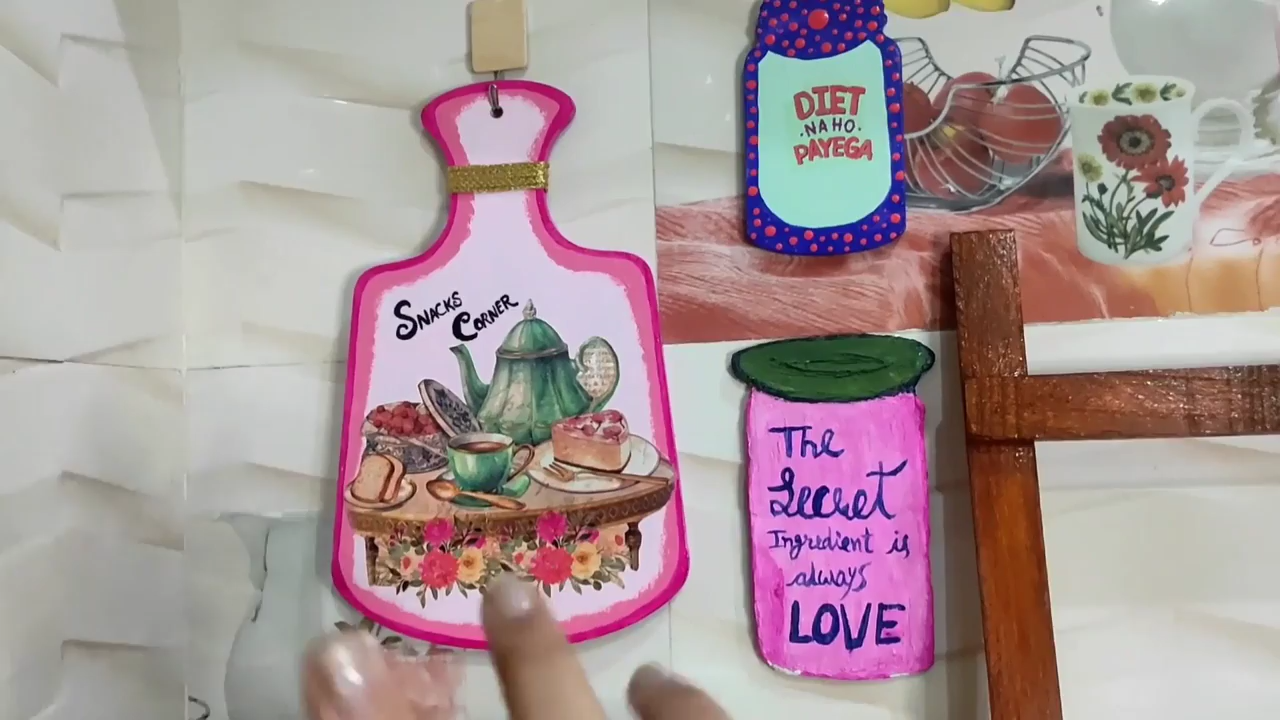 SNACKS
CORNER
DIET
·NA HO·
PAYEGA
The
Secret
Ingredient is
always
LOVE